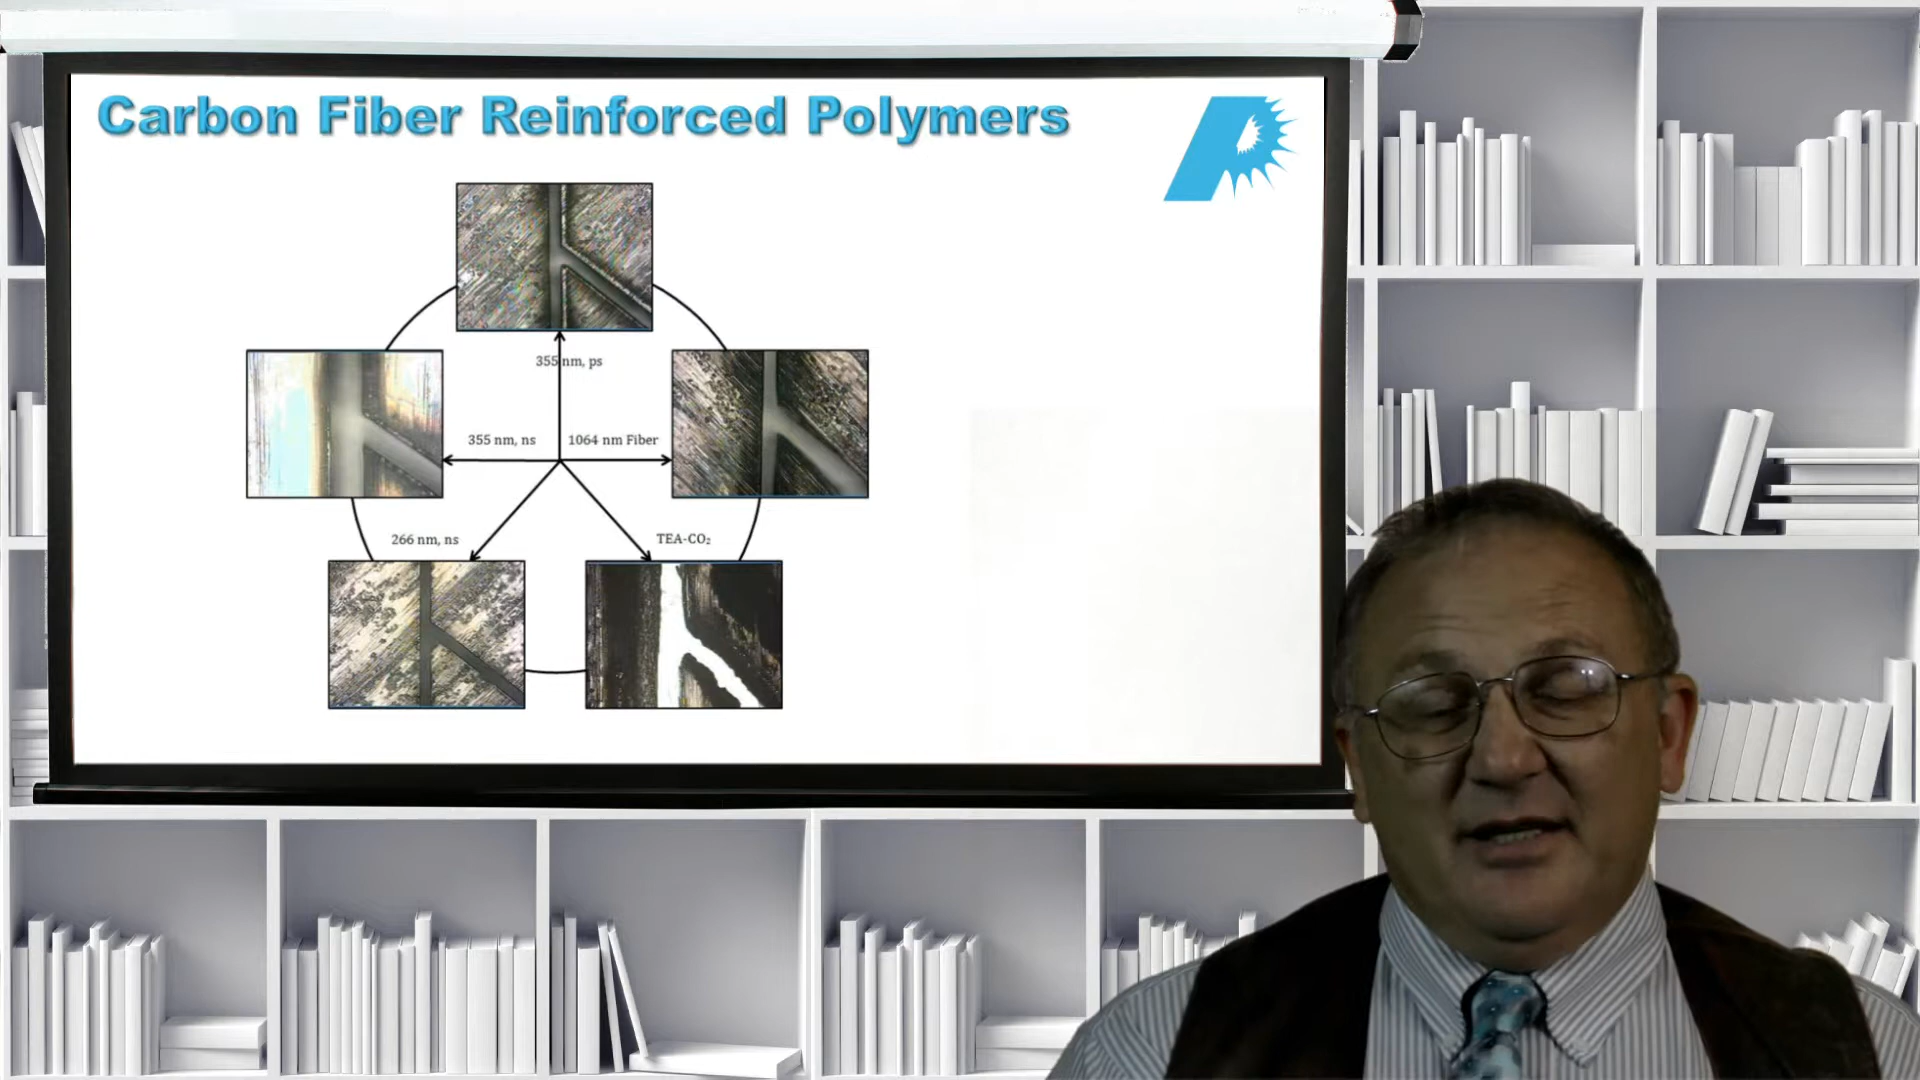 Carbon Fiber Reinforced Polymers
355 nm, ps
355 nm, ns
1064 nm Fiber
266 nm, ns
TEA-CO₂